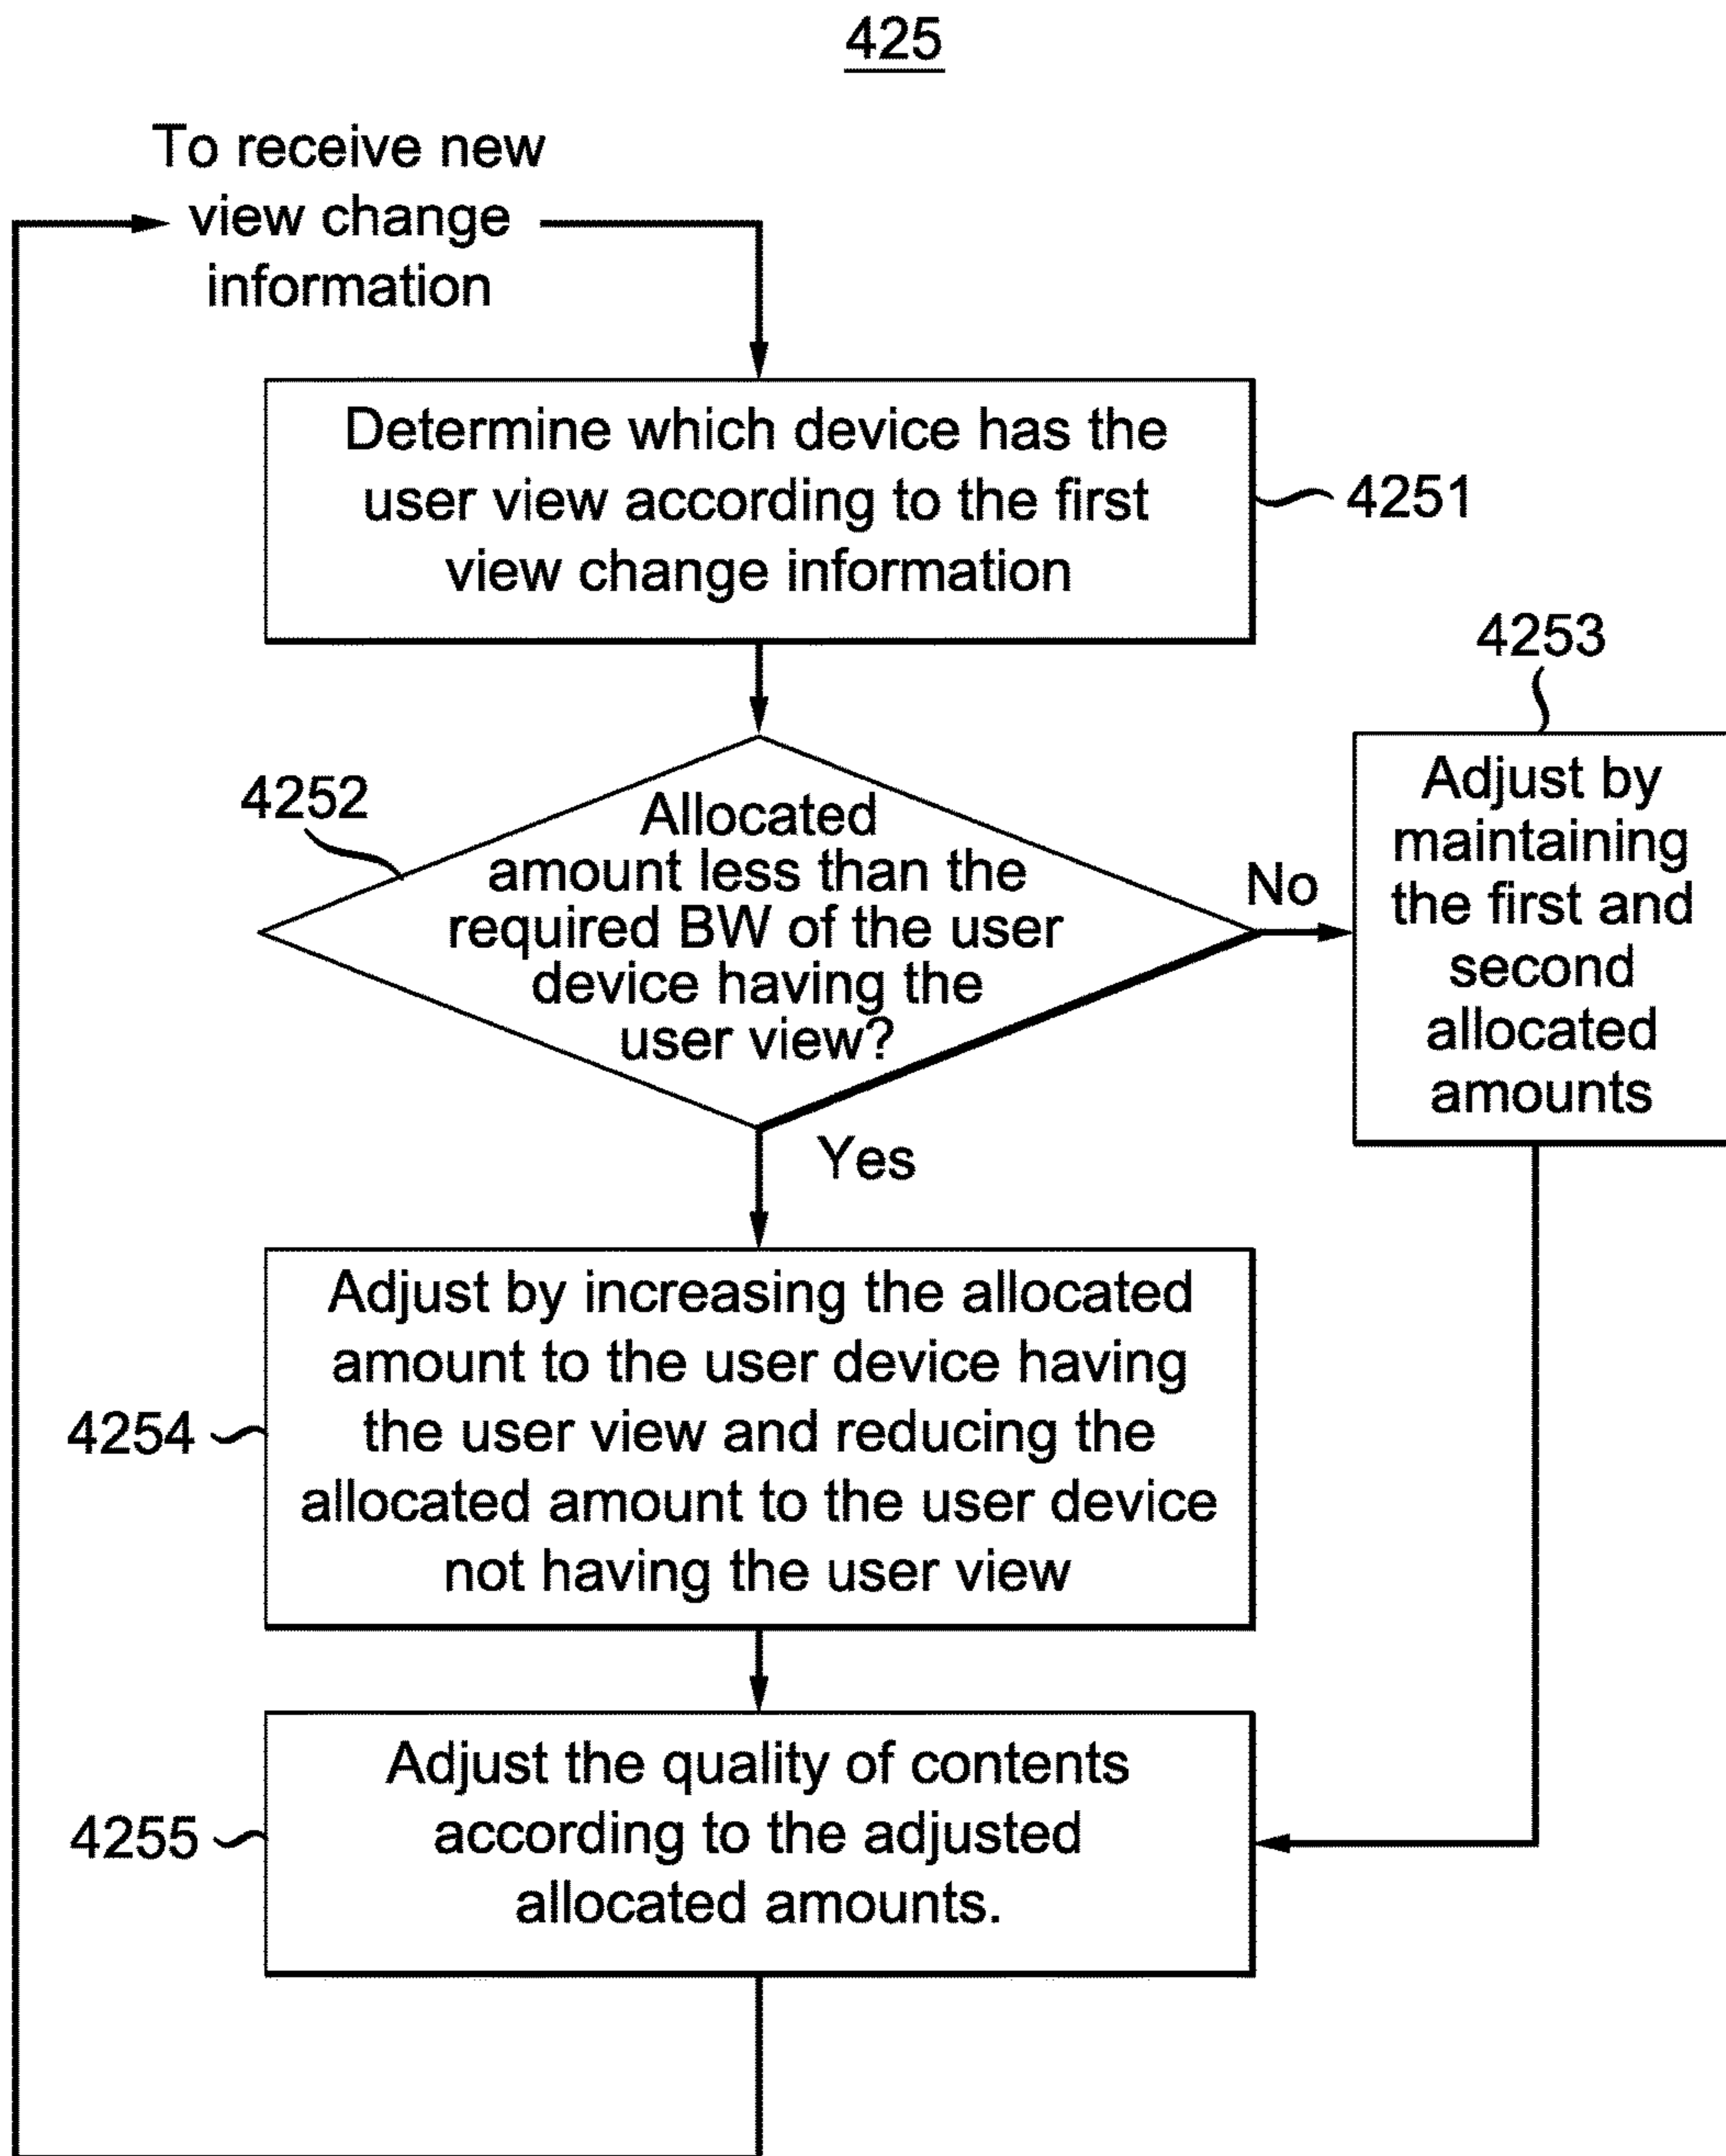 425
To receive new
view change
information
Determine which device has the
user view according to the first
view change information
4251
4252
Allocated
amount less than the
required BW of the user
device having the
user view?
No
Yes
4253
Adjust by
maintaining
the first and
second
allocated
amounts
4254
Adjust by increasing the allocated
amount to the user device having
the user view and reducing the
allocated amount to the user device
not having the user view
4255
Adjust the quality of contents
according to the adjusted
allocated amounts.